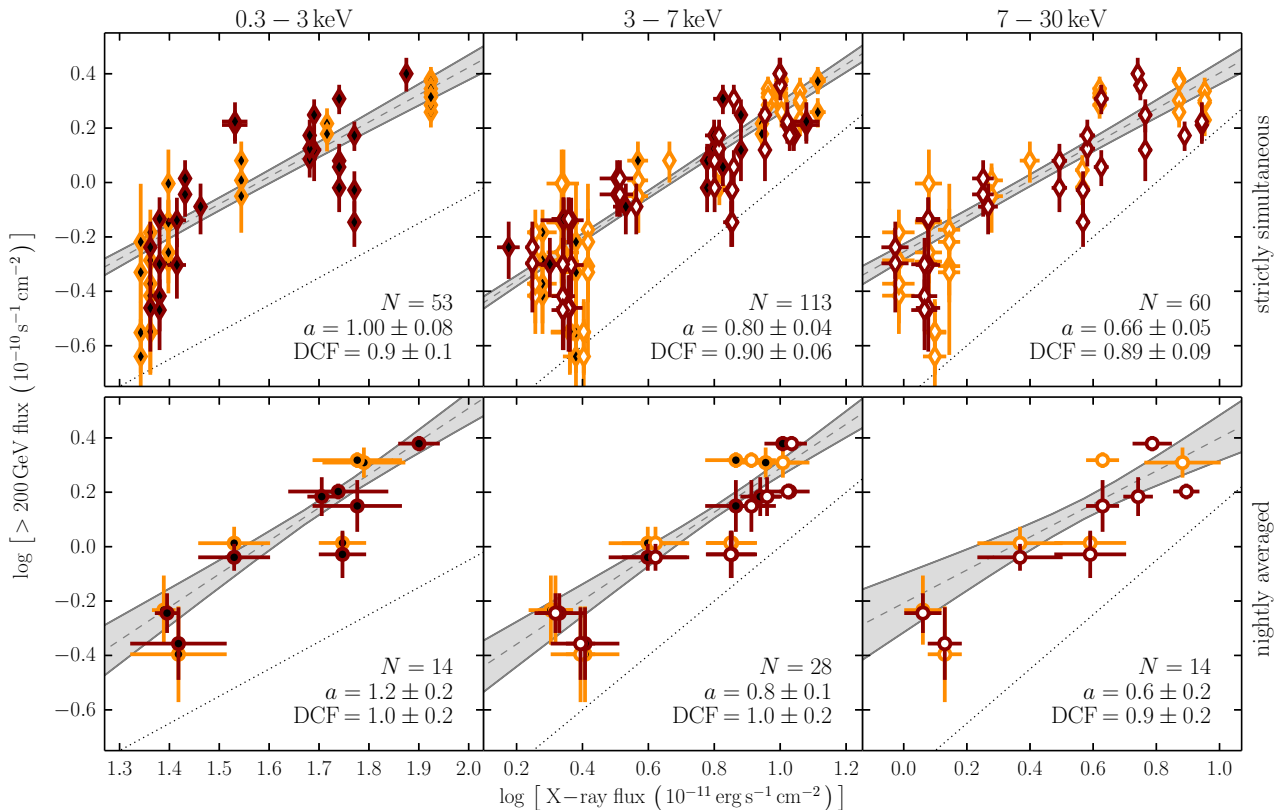 0.3 − 3 keV
3 − 7 keV
7 − 30 keV
log [ > 200 GeV flux ( 10⁻¹⁰ s⁻¹ cm⁻² ) ]
0.4
0.2
0.0
−0.2
−0.4
−0.6
N = 53
a = 1.00 ± 0.08
DCF = 0.9 ± 0.1
N = 113
a = 0.80 ± 0.04
DCF = 0.90 ± 0.06
N = 60
a = 0.66 ± 0.05
DCF = 0.89 ± 0.09
strictly simultaneous
0.4
0.2
0.0
−0.2
−0.4
−0.6
N = 14
a = 1.2 ± 0.2
DCF = 1.0 ± 0.2
N = 28
a = 0.8 ± 0.1
DCF = 1.0 ± 0.2
N = 14
a = 0.6 ± 0.2
DCF = 0.9 ± 0.2
nightly averaged
1.3 1.4 1.5 1.6 1.7 1.8 1.9 2.0
0.2 0.4 0.6 0.8 1.0 1.2
0.0 0.2 0.4 0.6 0.8 1.0
log [ X−ray flux ( 10⁻¹¹ erg s⁻¹ cm⁻² ) ]